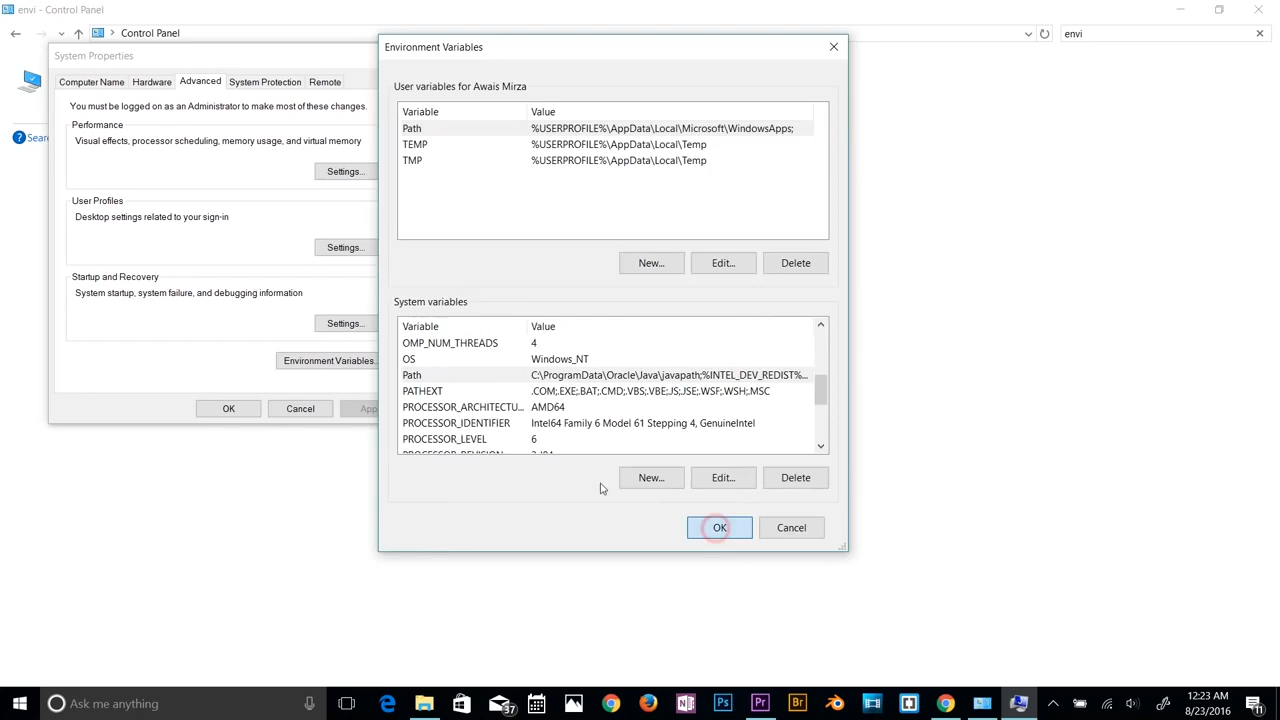 envi - Control Panel
Control Panel
envi
System Properties
Computer Name Hardware Advanced System Protection Remote
You must be logged on as an Administrator to make most of these changes.
Performance
Visual effects, processor scheduling, memory usage, and virtual memory
Settings...
User Profiles
Desktop settings related to your sign-in
Settings...
Startup and Recovery
System startup, system failure, and debugging information
Settings...
Environment Variables..
OK Cancel App
Sear
Environment Variables
User variables for Awais Mirza
Variable Value
Path %USERPROFILE%\AppData\Local\Microsoft\WindowsApps;
TEMP %USERPROFILE%\AppData\Local\Temp
TMP %USERPROFILE%\AppData\Local\Temp
New... Edit... Delete
System variables
Variable Value
OMP_NUM_THREADS 4
OS Windows_NT
Path C:\ProgramData\Oracle\Java\javapath;%INTEL_DEV_REDIST%...
PATHEXT .COM;.EXE;.BAT;.CMD;.VBS;.VBE;.JS;.JSE;.WSF;.WSH;.MSC
PROCESSOR_ARCHITECTU... AMD64
PROCESSOR_IDENTIFIER Intel64 Family 6 Model 61 Stepping 4, GenuineIntel
PROCESSOR_LEVEL 6
New... Edit... Delete
OK Cancel
Ask me anything
37
Ps
Pr
Br
12:23 AM
8/23/2016
11